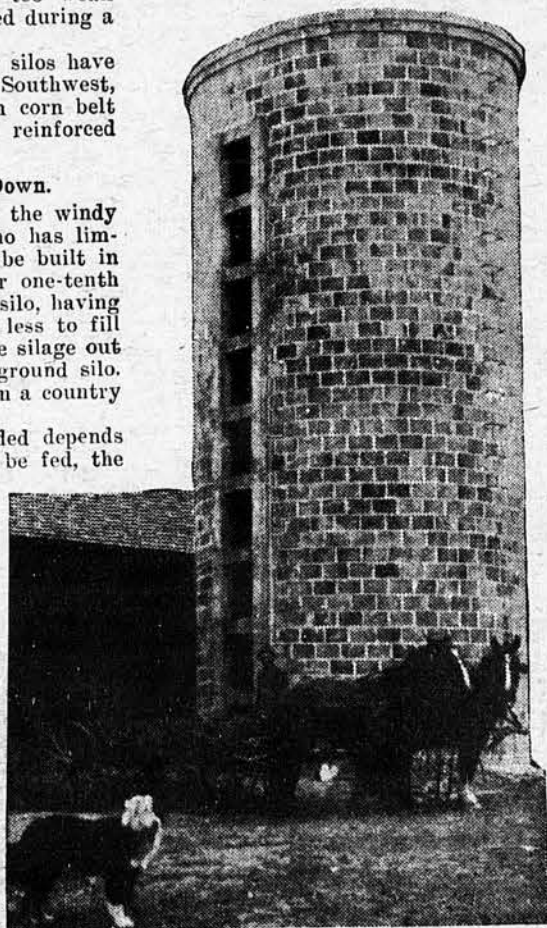 ed during a
silos have
Southwest,
n corn belt
reinforced
Down.
the windy
no has lim-
be built in
r one-tenth
silo, having
less to fill
e silage out
ground silo.
n a country
ded depends
be fed, the